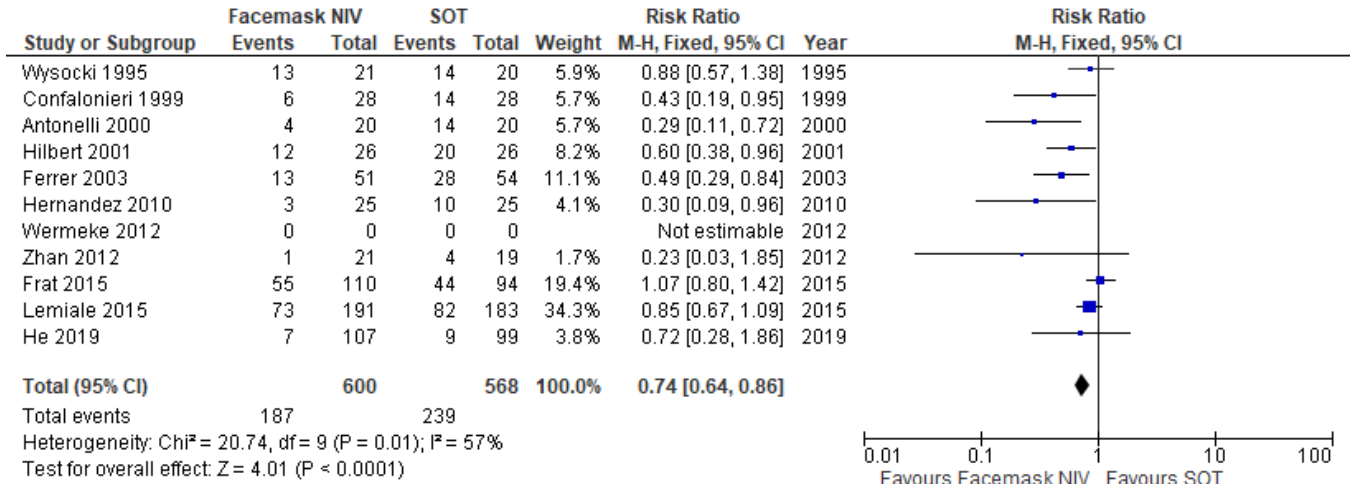 Facemask NIV SOT Risk Ratio Risk Ratio
Study or Subgroup Events Total Events Total Weight M-H, Fixed, 95% CI Year M-H, Fixed, 95% CI
Wysocki 1995 13 21 14 20 5.9% 0.88 [0.57, 1.38] 1995
Confalonieri 1999 6 28 14 28 5.7% 0.43 [0.19, 0.95] 1999
Antonelli 2000 4 20 14 20 5.7% 0.29 [0.11, 0.72] 2000
Hilbert 2001 12 26 20 26 8.2% 0.60 [0.38, 0.96] 2001
Ferrer 2003 13 51 28 54 11.1% 0.49 [0.29, 0.84] 2003
Hernandez 2010 3 25 10 25 4.1% 0.30 [0.09, 0.96] 2010
Wermeke 2012 0 0 0 0 Not estimable 2012
Zhan 2012 1 21 4 19 1.7% 0.23 [0.03, 1.85] 2012
Frat 2015 55 110 44 94 19.4% 1.07 [0.80, 1.42] 2015
Lemiale 2015 73 191 82 183 34.3% 0.85 [0.67, 1.09] 2015
He 2019 7 107 9 99 3.8% 0.72 [0.28, 1.86] 2019
Total (95% CI) 600 568 100.0% 0.74 [0.64, 0.86]
Total events 187 239
Heterogeneity: Chi² = 20.74, df = 9 (P = 0.01); I² = 57%
Test for overall effect: Z = 4.01 (P < 0.0001)
0.01 0.1 1 10 100
Favours Facemask NIV Favours SOT